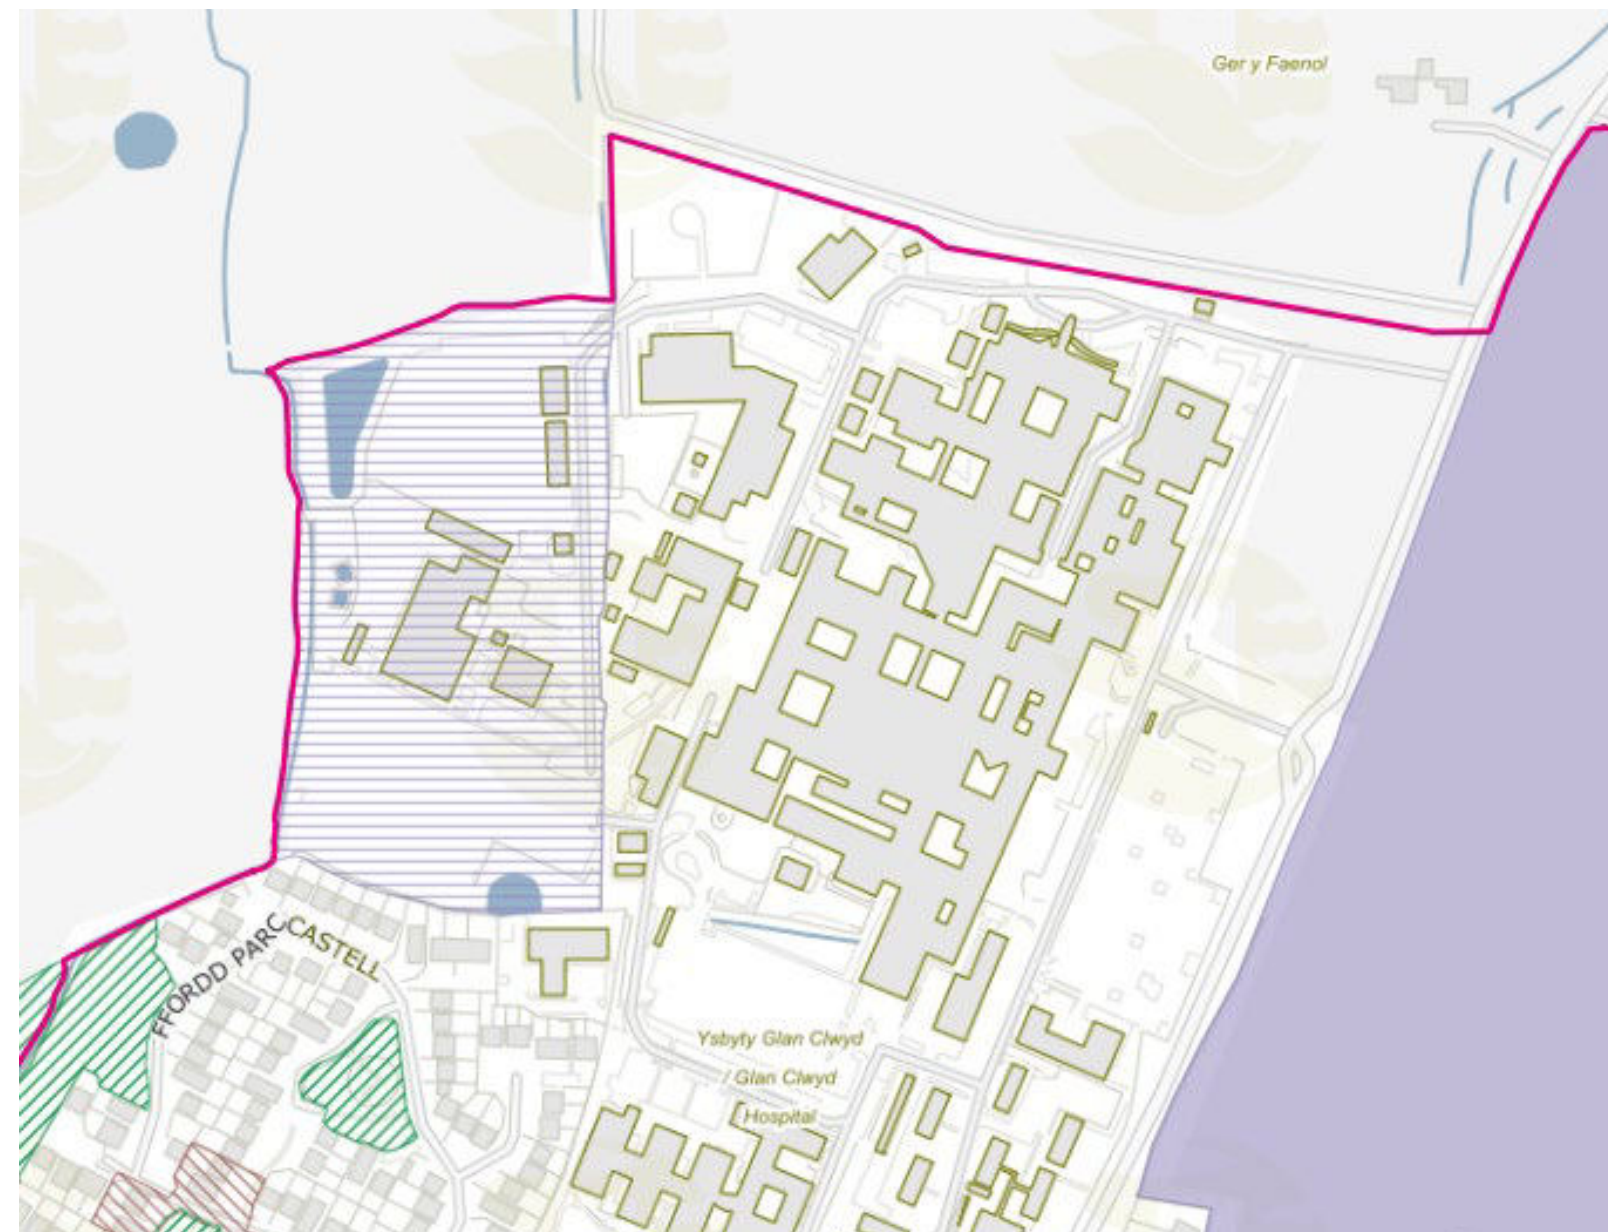 Ger y Faenol
FFORDD PARC CASTELL
Ysbyty Glan Clwyd
/ Glan Clwyd
Hospital